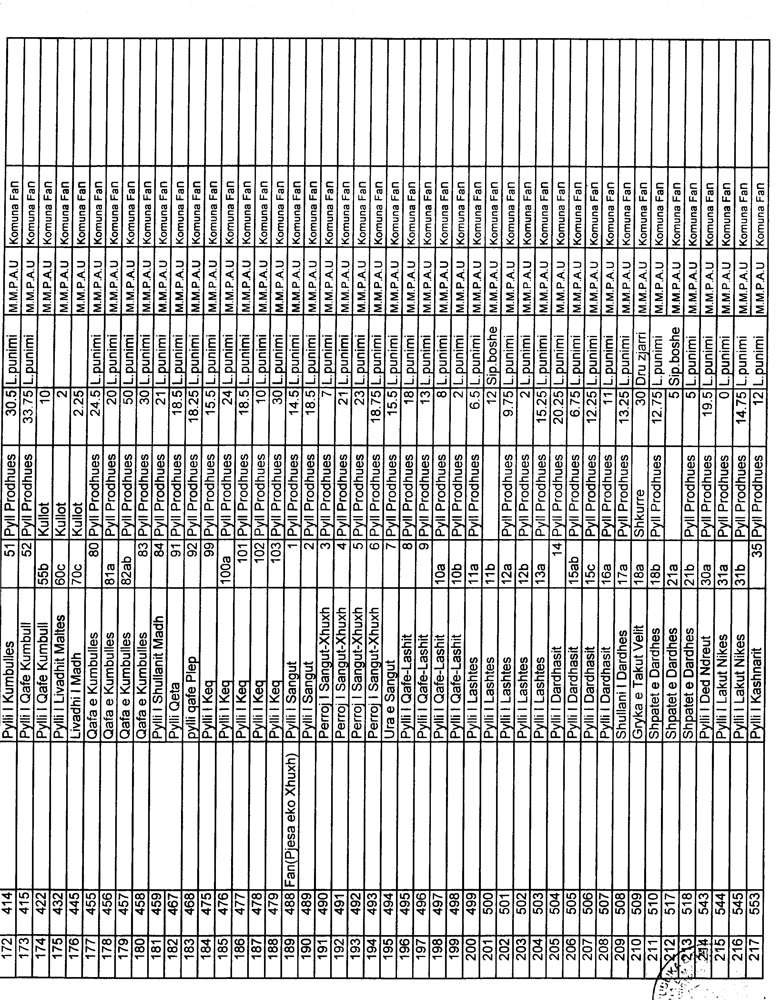 172 414 Pylli I Kumbulles 51 Pyll Prodhues 30.5 L.punimi M.M.P.A.U Komuna Fan
173 415 Pylli I Qafe Kumbull 52 Pyll Prodhues 33.75 L.punimi M.M.P.A.U Komuna Fan
174 422 Pylli I Qafe Kumbull 55b Kullot 10 M.M.P.A.U Komuna Fan
175 432 Pylli I Livadhit Maltes 60c Kullot 2 M.M.P.A.U Komuna Fan
176 445 Livadhi I Madh 70c Kullot 2.25 M.M.P.A.U Komuna Fan
177 455 Qafa e Kumbulles 80 Pyll Prodhues 24.5 L.punimi M.M.P.A.U Komuna Fan
178 456 Qafa e Kumbulles 81a Pyll Prodhues 20 L.punimi M.M.P.A.U Komuna Fan
179 457 Qafa e Kumbulles 82ab Pyll Prodhues 50 L.punimi M.M.P.A.U Komuna Fan
180 458 Qafa e Kumbulles 83 Pyll Prodhues 30 L.punimi M.M.P.A.U Komuna Fan
181 459 Pylli I Shullanit Madh 84 Pyll Prodhues 21 L.punimi M.M.P.A.U Komuna Fan
182 467 Pylli Qeta 91 Pyll Prodhues 18.5 L.punimi M.M.P.A.U Komuna Fan
183 468 pylli qafe Plep 92 Pyll Prodhues 18.25 L.punimi M.M.P.A.U Komuna Fan
184 475 Pylli I Keq 99 Pyll Prodhues 15.5 L.punimi M.M.P.A.U Komuna Fan
185 476 Pylli I Keq 100a Pyll Prodhues 24 L.punimi M.M.P.A.U Komuna Fan
186 477 Pylli I Keq 101 Pyll Prodhues 18.5 L.punimi M.M.P.A.U Komuna Fan
187 478 Pylli I Keq 102 Pyll Prodhues 10 L.punimi M.M.P.A.U Komuna Fan
188 479 Pylli I Keq 103 Pyll Prodhues 30 L.punimi M.M.P.A.U Komuna Fan
189 488 Fan(Pjesa eko Xhuxh) Pylli I Sangut 1 Pyll Prodhues 14.5 L.punimi M.M.P.A.U Komuna Fan
190 489 Pylli I Sangut 2 Pyll Prodhues 18.5 L.punimi M.M.P.A.U Komuna Fan
191 490 Perroj I Sangut-Xhuxh 3 Pyll Prodhues 7 L.punimi M.M.P.A.U Komuna Fan
192 491 Perroj I Sangut-Xhuxh 4 Pyll Prodhues 21 L.punimi M.M.P.A.U Komuna Fan
193 492 Perroj I Sangut-Xhuxh 5 Pyll Prodhues 23 L.punimi M.M.P.A.U Komuna Fan
194 493 Perroj I Sangut-Xhuxh 6 Pyll Prodhues 18.75 L.punimi M.M.P.A.U Komuna Fan
195 494 Ura e Sangut 7 Pyll Prodhues 15.5 L.punimi M.M.P.A.U Komuna Fan
196 495 Pylli I Qafe-Lashit 8 Pyll Prodhues 18 L.punimi M.M.P.A.U Komuna Fan
197 496 Pylli I Qafe-Lashit 9 Pyll Prodhues 13 L.punimi M.M.P.A.U Komuna Fan
198 497 Pylli I Qafe-Lashit 10a Pyll Prodhues 8 L.punimi M.M.P.A.U Komuna Fan
199 498 Pylli I Qafe-Lashit 10b Pyll Prodhues 2 L.punimi M.M.P.A.U Komuna Fan
200 499 Pylli I Lashtes 11a Pyll Prodhues 6.5 L.punimi M.M.P.A.U Komuna Fan
201 500 Pylli I Lashtes 11b 12 Sip.boshe M.M.P.A.U Komuna Fan
202 501 Pylli I Lashtes 12a Pyll Prodhues 9.75 L.punimi M.M.P.A.U Komuna Fan
203 502 Pylli I Lashtes 12b Pyll Prodhues 2 L.punimi M.M.P.A.U Komuna Fan
204 503 Pylli I Lashtes 13a Pyll Prodhues 15.25 L.punimi M.M.P.A.U Komuna Fan
205 504 Pylli I Dardhasit 14 Pyll Prodhues 20.25 L.punimi M.M.P.A.U Komuna Fan
206 505 Pylli I Dardhasit 15ab Pyll Prodhues 6.75 L.punimi M.M.P.A.U Komuna Fan
207 506 Pylli I Dardhasit 15c Pyll Prodhues 12.25 L.punimi M.M.P.A.U Komuna Fan
208 507 Pylli I Dardhasit 16a Pyll Prodhues 11 L.punimi M.M.P.A.U Komuna Fan
209 508 Shullani I Dardhes 17a Pyll Prodhues 13.25 L.punimi M.M.P.A.U Komuna Fan
210 509 Gryka e Takut Velit 18a Shkurre 30 Dru zjarri M.M.P.A.U Komuna Fan
211 510 Shpatet e Dardhes 18b Pyll Prodhues 12.75 L.punimi M.M.P.A.U Komuna Fan
212 517 Shpatet e Dardhes 21a 5 Sip.boshe M.M.P.A.U Komuna Fan
213 518 Shpatet e Dardhes 21b Pyll Prodhues 5 L.punimi M.M.P.A.U Komuna Fan
214 543 Pylli I Ded Ndreut 30a Pyll Prodhues 19.5 L.punimi M.M.P.A.U Komuna Fan
215 544 Pylli I Lakut Nikes 31a Pyll Prodhues 0 L.punimi M.M.P.A.U Komuna Fan
216 545 Pylli I Lakut Nikes 31b Pyll Prodhues 14.75 L.punimi M.M.P.A.U Komuna Fan
217 553 Pylli I Kashnarit 35 Pyll Prodhues 12 L.punimi M.M.P.A.U Komuna Fan